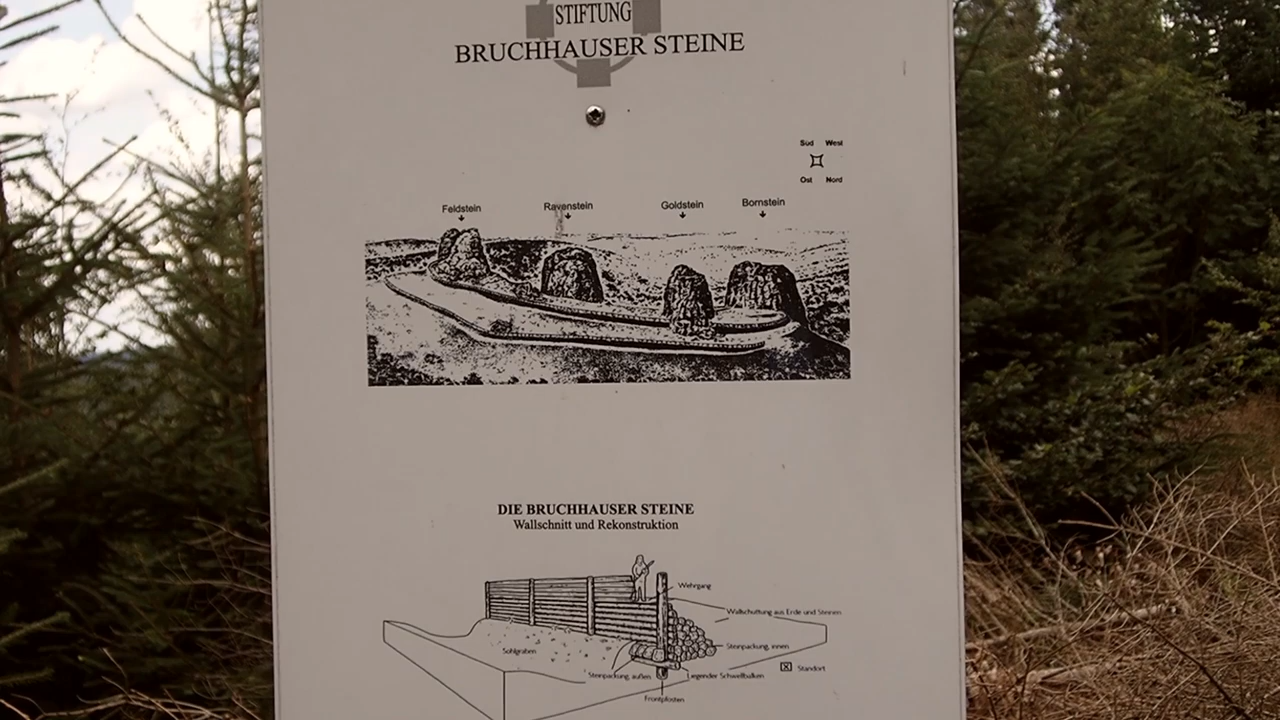 STIFTUNG
BRUCHHAUSER STEINE
Süd West
Ost Nord
Feldstein Ravenstein Goldstein Bornstein
DIE BRUCHHAUSER STEINE
Wallschnitt und Rekonstruktion
Wehrgang
Wallschüttung aus Erde und Steinen
Sohlgraben
Steinpackung, innen
Steinpackung, außen
Liegender Schwellbalken
Standort
Frontpfosten